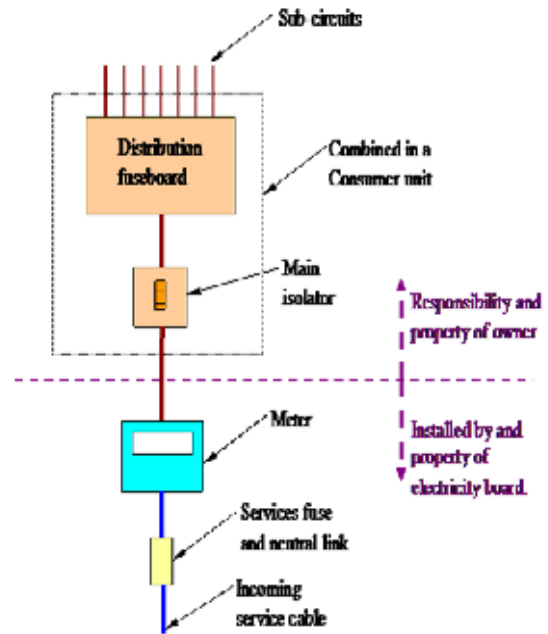 Sub circuits
Distribution
fuseboard
Combined in a
Consumer unit
Main
isolator
Responsibility and
property of owner
Meter
Installed by and
property of
electricity board.
Services fuse
and neutral link
Incoming
service cable